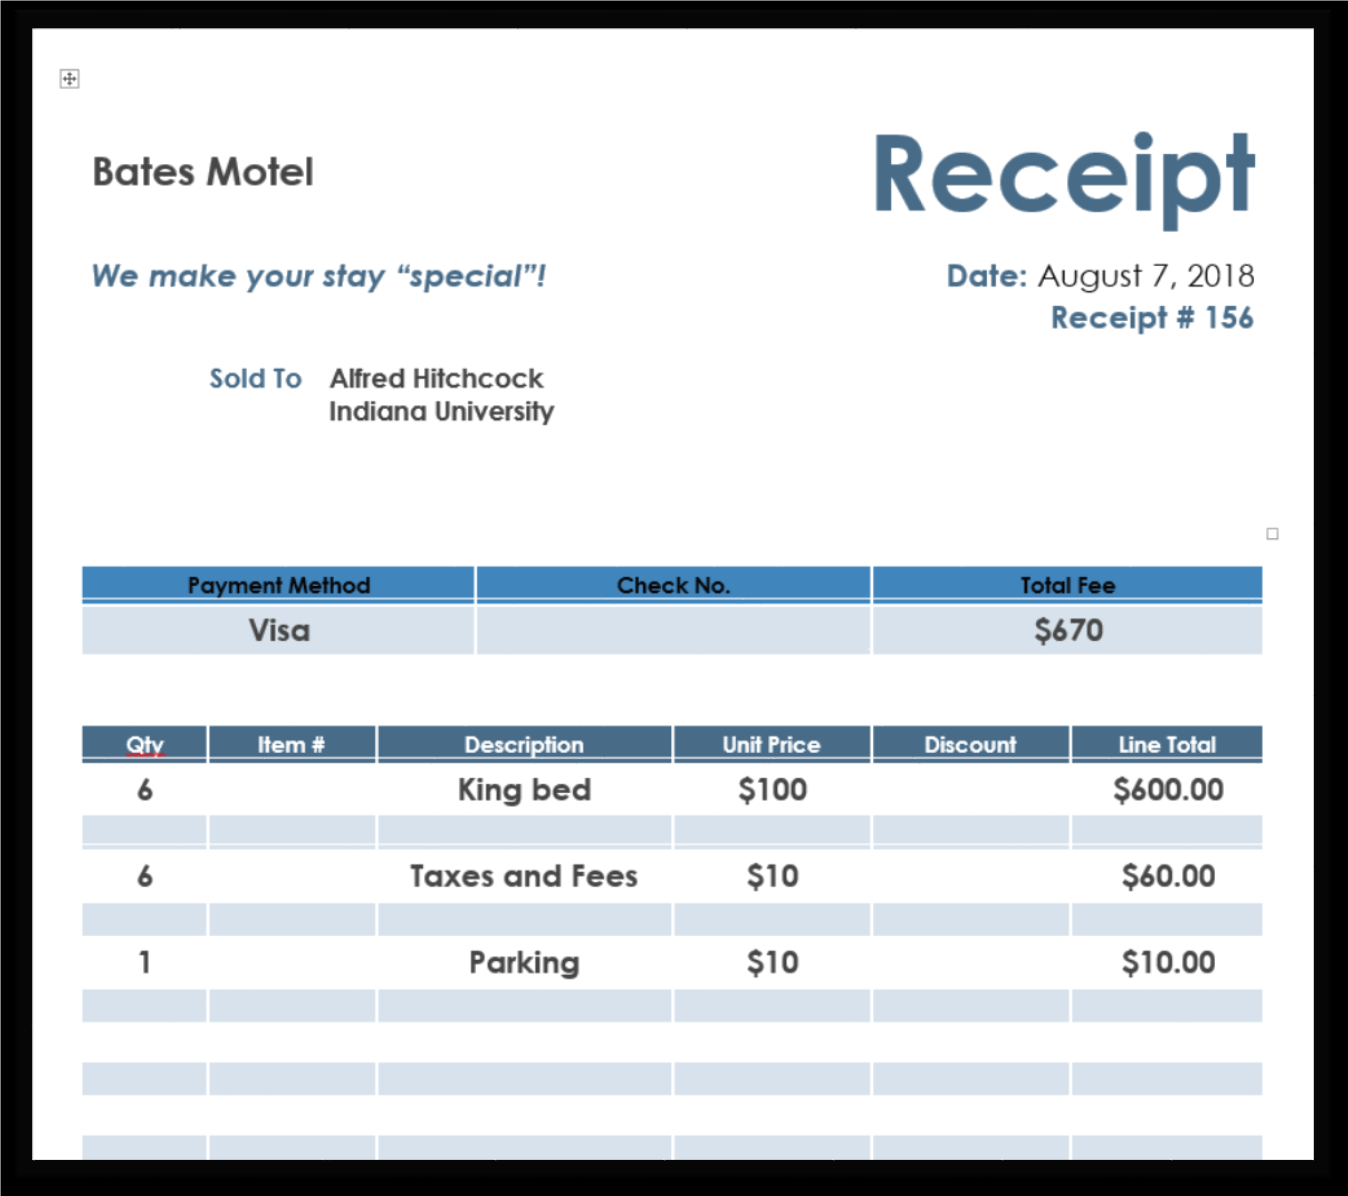 Bates Motel
Receipt
We make your stay “special”!
Date: August 7, 2018
Receipt # 156
Sold To Alfred Hitchcock
Indiana University
Payment Method Check No. Total Fee
Visa $670
Qty Item # Description Unit Price Discount Line Total
6 King bed $100 $600.00
6 Taxes and Fees $10 $60.00
1 Parking $10 $10.00